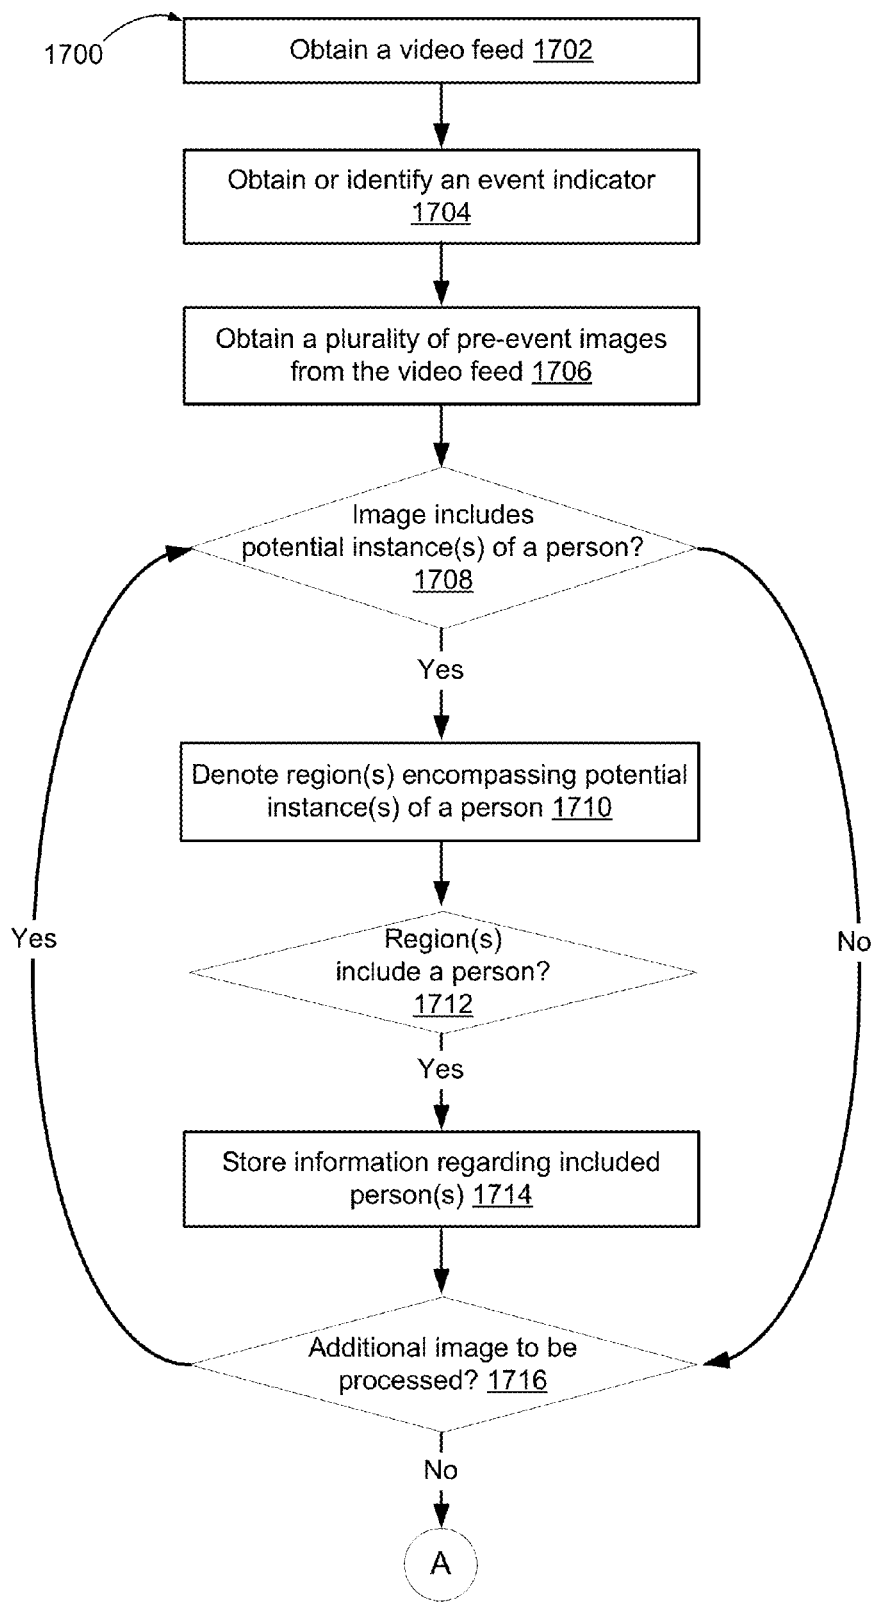 1700
Obtain a video feed 1702
Obtain or identify an event indicator
1704
Obtain a plurality of pre-event images
from the video feed 1706
Image includes
potential instance(s) of a person?
1708
Yes
Denote region(s) encompassing potential
instance(s) of a person 1710
Yes
No
Region(s)
include a person?
1712
Yes
Store information regarding included
person(s) 1714
Additional image to be
processed? 1716
No
A